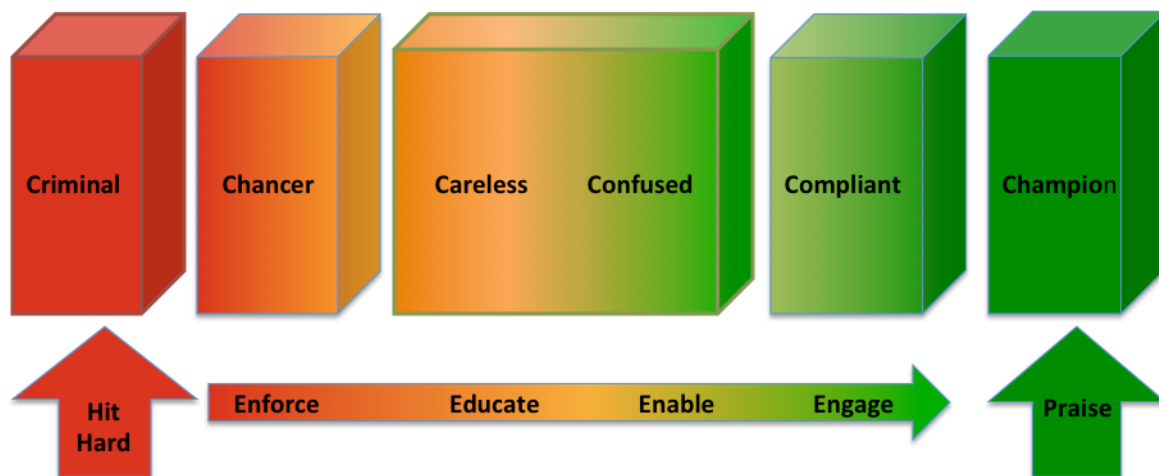 Criminal
Chancer
Careless
Confused
Compliant
Champion
Hit
Hard
Enforce
Educate
Enable
Engage
Praise